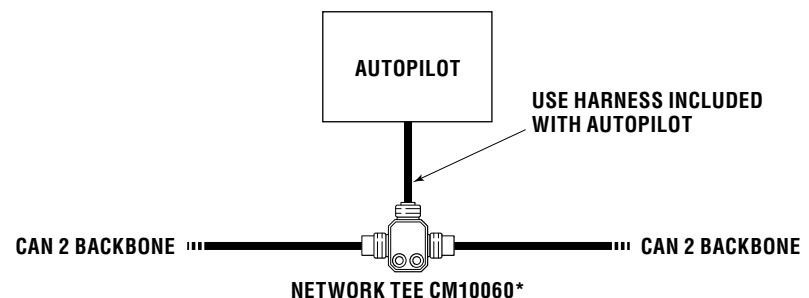 AUTOPILOT
USE HARNESS INCLUDED
WITH AUTOPILOT
CAN 2 BACKBONE
CAN 2 BACKBONE
NETWORK TEE CM10060*